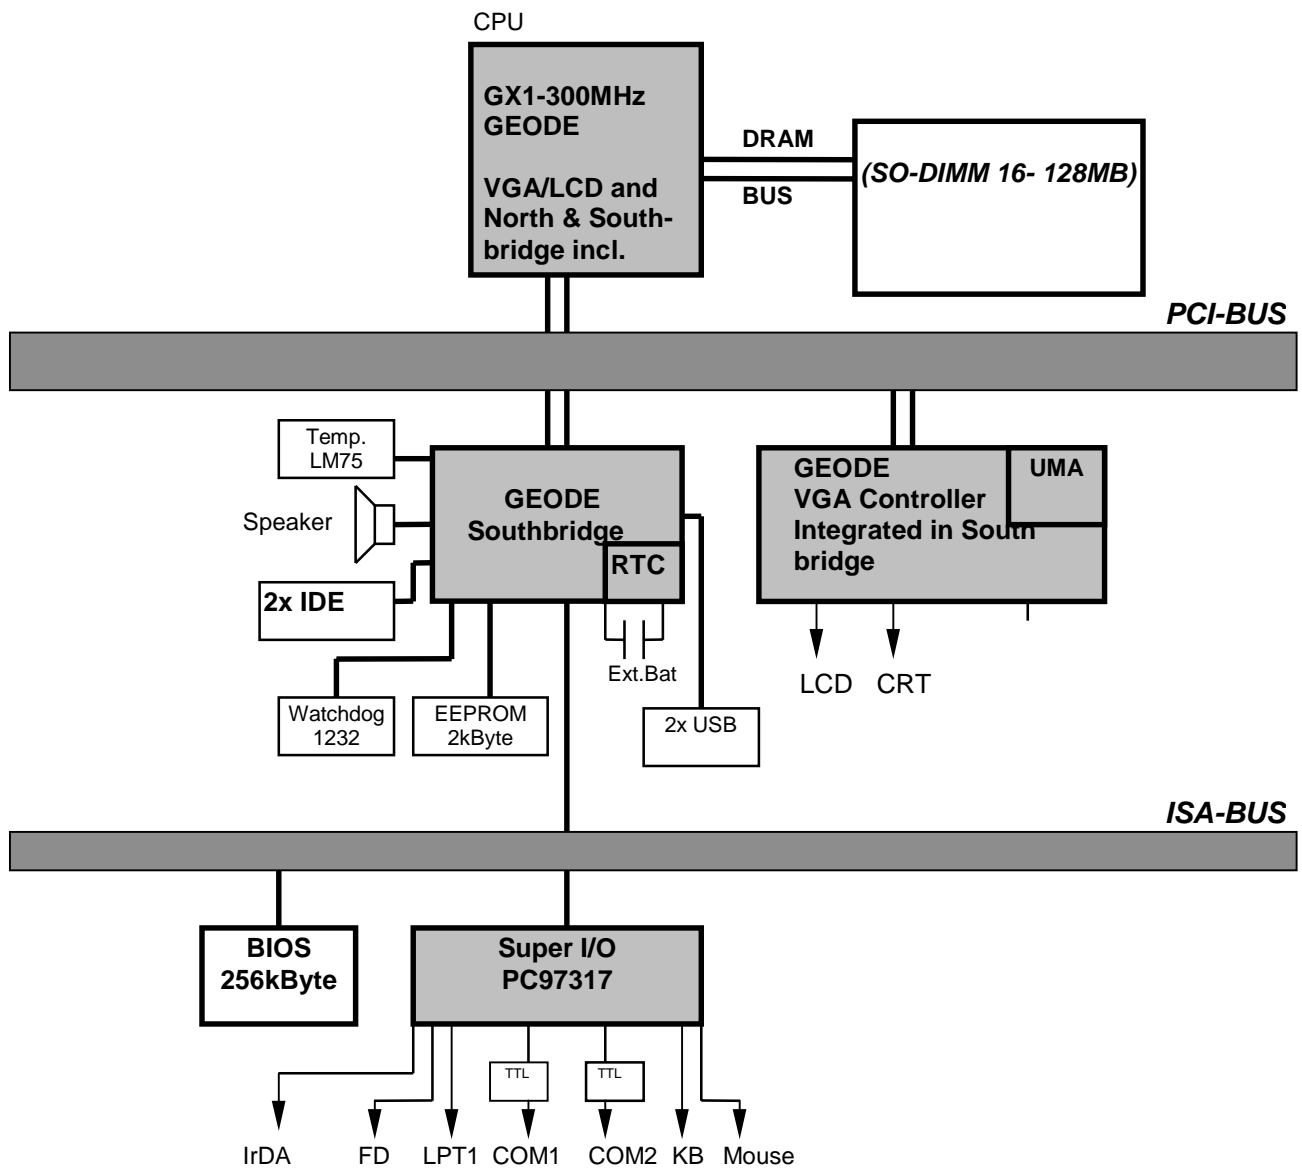 CPU
GX1-300MHz
GEODE
VGA/LCD and
North & South-
bridge incl.
DRAM
BUS
(SO-DIMM 16- 128MB)
PCI-BUS
Temp.
LM75
Speaker
2x IDE
GEODE
Southbridge
RTC
Ext.Bat
Watchdog
1232
EEPROM
2kByte
2x USB
GEODE
VGA Controller
Integrated in South
bridge
UMA
LCD
CRT
ISA-BUS
BIOS
256kByte
Super I/O
PC97317
TTL
TTL
IrDA
FD
LPT1
COM1
COM2
KB
Mouse